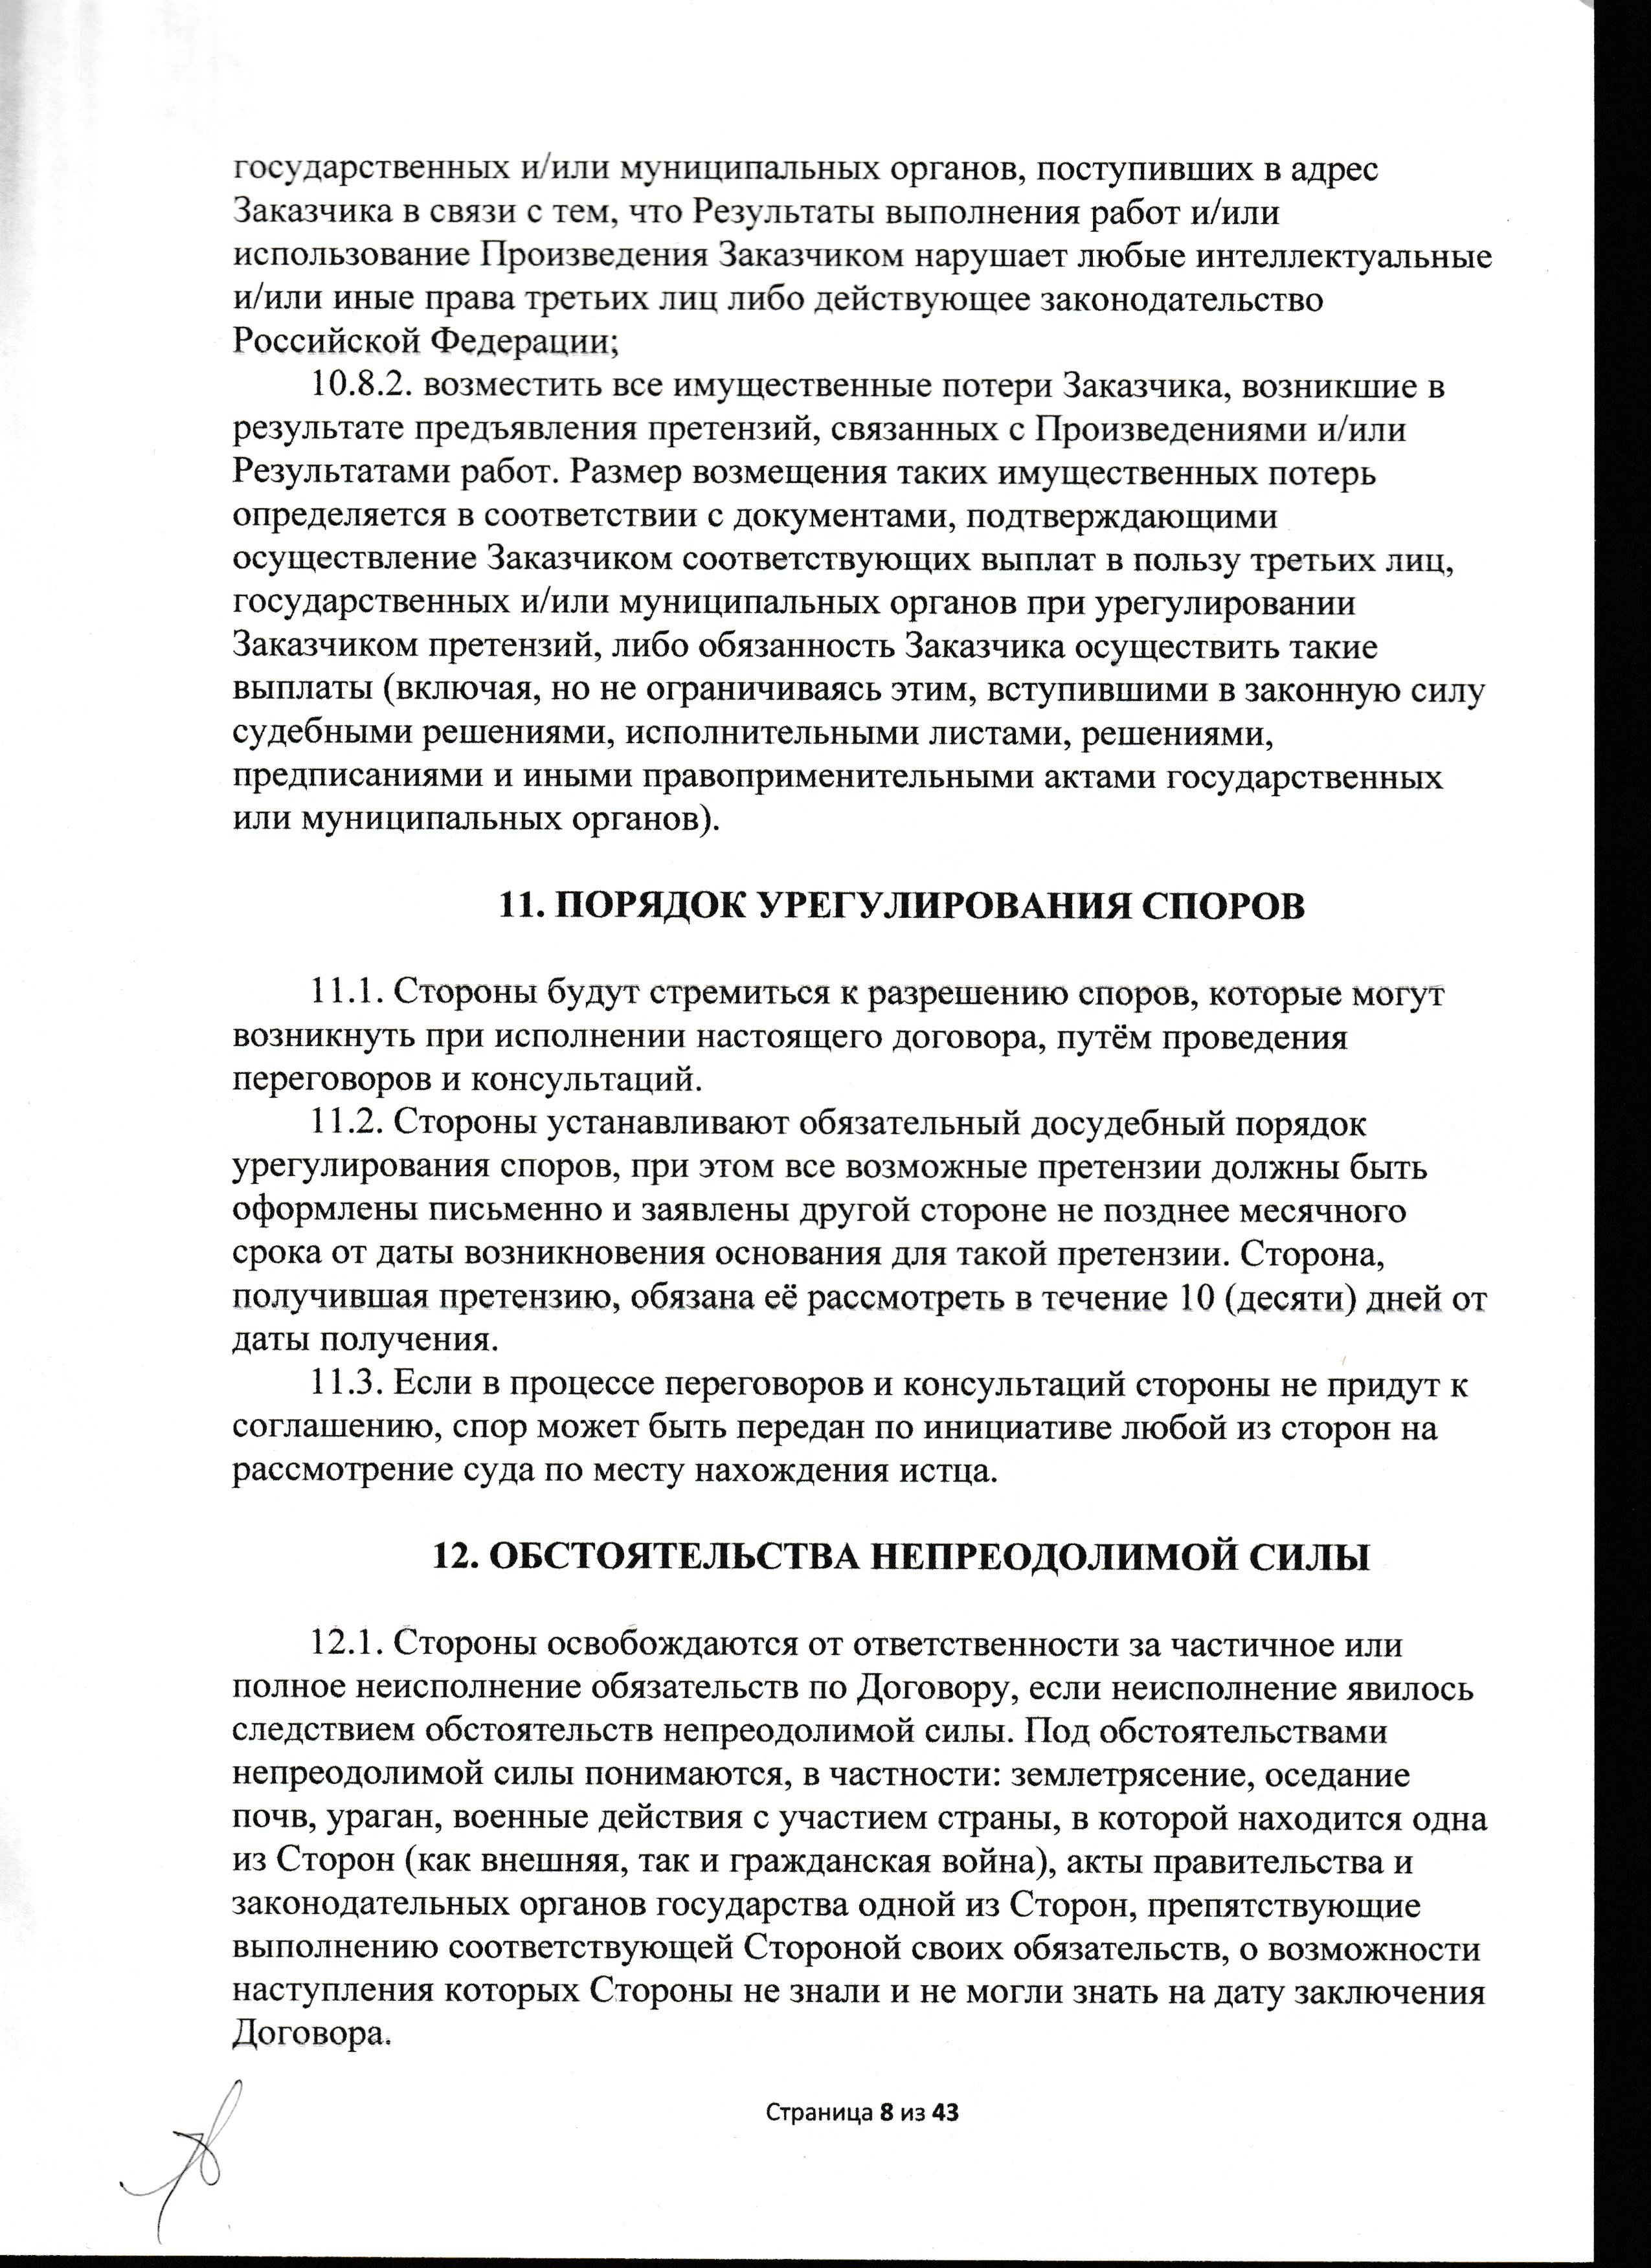 государственных и/или муниципальных органов, поступивших в адрес
Заказчика в связи с тем, что Результаты выполнения работ и/или
использование Произведения Заказчиком нарушает любые интеллектуальные
и/или иные права третьих лиц либо действующее законодательство
Российской Федерации;
10.8.2. возместить все имущественные потери Заказчика, возникшие в
результате предъявления претензий, связанных с Произведениями и/или
Результатами работ. Размер возмещения таких имущественных потерь
определяется в соответствии с документами, подтверждающими
осуществление Заказчиком соответствующих выплат в пользу третьих лиц,
государственных и/или муниципальных органов при урегулировании
Заказчиком претензий, либо обязанность Заказчика осуществить такие
выплаты (включая, но не ограничиваясь этим, вступившими в законную силу
судебными решениями, исполнительными листами, решениями,
предписаниями и иными правоприменительными актами государственных
или муниципальных органов).
11. ПОРЯДОК УРЕГУЛИРОВАНИЯ СПОРОВ
11.1. Стороны будут стремиться к разрешению споров, которые могут
возникнуть при исполнении настоящего договора, путём проведения
переговоров и консультаций.
11.2. Стороны устанавливают обязательный досудебный порядок
урегулирования споров, при этом все возможные претензии должны быть
оформлены письменно и заявлены другой стороне не позднее месячного
срока от даты возникновения основания для такой претензии. Сторона,
получившая претензию, обязана её рассмотреть в течение 10 (десяти) дней от
даты получения.
11.3. Если в процессе переговоров и консультаций стороны не придут к
соглашению, спор может быть передан по инициативе любой из сторон на
рассмотрение суда по месту нахождения истца.
12. ОБСТОЯТЕЛЬСТВА НЕПРЕОДОЛИМОЙ СИЛЫ
12.1. Стороны освобождаются от ответственности за частичное или
полное неисполнение обязательств по Договору, если неисполнение явилось
следствием обстоятельств непреодолимой силы. Под обстоятельствами
непреодолимой силы понимаются, в частности: землетрясение, оседание
почв, ураган, военные действия с участием страны, в которой находится одна
из Сторон (как внешняя, так и гражданская война), акты правительства и
законодательных органов государства одной из Сторон, препятствующие
выполнению соответствующей Стороной своих обязательств, о возможности
наступления которых Стороны не знали и не могли знать на дату заключения
Договора.
Страница 8 из 43